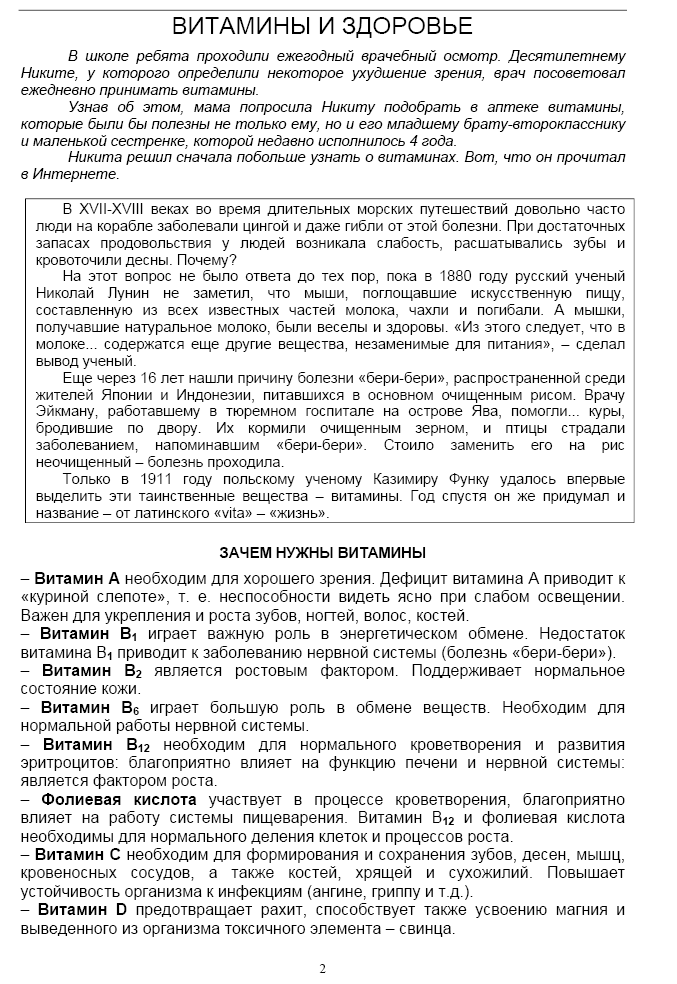 ВИТАМИНЫ И ЗДОРОВЬЕ
В школе ребята проходили ежегодный врачебный осмотр. Десятилетнему
Никите, у которого определили некоторое ухудшение зрения, врач посоветовал
ежедневно принимать витамины.
Узнав об этом, мама попросила Никиту подобрать в аптеке витамины,
которые были бы полезны не только ему, но и его младшему брату-второкласснику
и маленькой сестренке, которой недавно исполнилось 4 года.
Никита решил сначала побольше узнать о витаминах. Вот, что он прочитал
в Интернете.
В XVII-XVIII веках во время длительных морских путешествий довольно часто
люди на корабле заболевали цингой и даже гибли от этой болезни. При достаточных
запасах продовольствия у людей возникала слабость, расшатывались зубы и
кровоточили десны. Почему?
На этот вопрос не было ответа до тех пор, пока в 1880 году русский ученый
Николай Лунин не заметил, что мыши, поглощавшие искусственную пищу,
составленную из всех известных частей молока, чахли и погибали. А мышки,
получавшие натуральное молоко, были веселы и здоровы. «Из этого следует, что в
молоке... содержатся еще другие вещества, незаменимые для питания», – сделал
вывод ученый.
Еще через 16 лет нашли причину болезни «бери-бери», распространенной среди
жителей Японии и Индонезии, питавшихся в основном очищенным рисом. Врачу
Эйкману, работавшему в тюремном госпитале на острове Ява, помогли... куры,
бродившие по двору. Их кормили очищенным зерном, и птицы страдали
заболеванием, напоминавшим «бери-бери». Стоило заменить его на рис
неочищенный – болезнь проходила.
Только в 1911 году польскому ученому Казимиру Функу удалось впервые
выделить эти таинственные вещества – витамины. Год спустя он же придумал и
название – от латинского «vita» – «жизнь».
ЗАЧЕМ НУЖНЫ ВИТАМИНЫ
– Витамин А необходим для хорошего зрения. Дефицит витамина А приводит к
«куриной слепоте», т. е. неспособности видеть ясно при слабом освещении.
Важен для укрепления и роста зубов, ногтей, волос, костей.
– Витамин В₁ играет важную роль в энергетическом обмене. Недостаток
витамина В₁ приводит к заболеванию нервной системы (болезнь «бери-бери»).
– Витамин В₂ является ростовым фактором. Поддерживает нормальное
состояние кожи.
– Витамин В₆ играет большую роль в обмене веществ. Необходим для
нормальной работы нервной системы.
– Витамин В₁₂ необходим для нормального кроветворения и развития
эритроцитов: благоприятно влияет на функцию печени и нервной системы:
является фактором роста.
– Фолиевая кислота участвует в процессе кроветворения, благоприятно
влияет на работу системы пищеварения. Витамин В₁₂ и фолиевая кислота
необходимы для нормального деления клеток и процессов роста.
– Витамин С необходим для формирования и сохранения зубов, десен, мышц,
кровеносных сосудов, а также костей, хрящей и сухожилий. Повышает
устойчивость организма к инфекциям (ангине, гриппу и т.д.).
– Витамин D предотвращает рахит, способствует также усвоению магния и
выведенного из организма токсичного элемента – свинца.
2